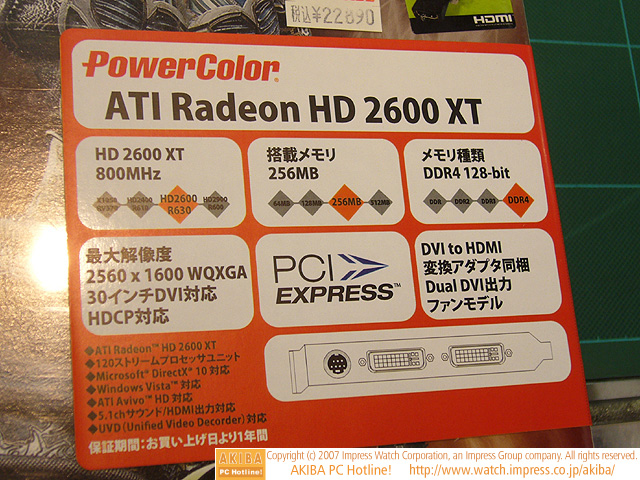 税込¥22890
HDMI
PowerColor
ATI Radeon HD 2600 XT
HD 2600 XT
800MHz
HD2400
R610
HD2600
R630
HD2900
R600
搭載メモリ
256MB
64MB
128MB
256MB
512MB
メモリ種類
DDR4 128-bit
DDR
DDR2
DDR3
DDR4
最大解像度
2560 x 1600 WQXGA
30インチDVI対応
HDCP対応
PCI
EXPRESS™
DVI to HDMI
変換アダプタ同梱
Dual DVI出力
ファンモデル
◆ATI Radeon™ HD 2600 XT
◆120ストリームプロセッサユニット
◆Microsoft® DirectX® 10 対応
◆Windows Vista™ 対応
◆ATI Avivo™ HD 対応
◆5.1chサウンド/HDMI出力対応
◆UVD (Unified Video Decorder) 対応
保証期間：お買い上げ日より1年間
AKIBA
PC Hotline!
Copyright (c) 2007 Impress Watch Corporation, an Impress Group company. All rights reserved.
AKIBA PC Hotline! http://www.watch.impress.co.jp/akiba/